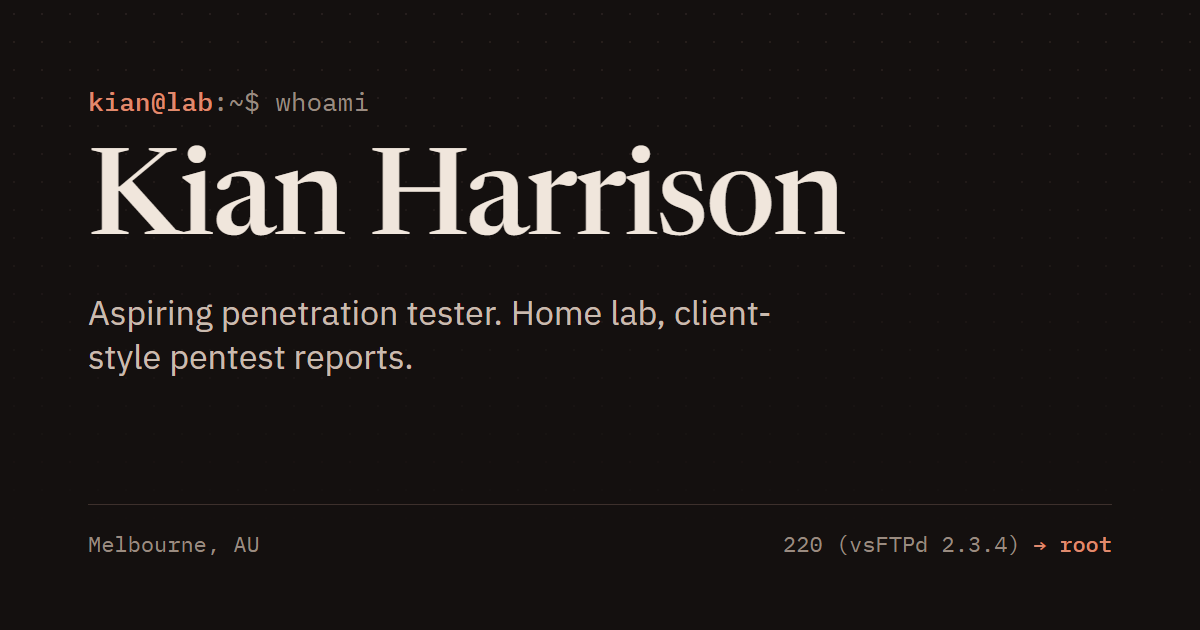 kian@lab:~$ whoami
Kian Harrison
Aspiring penetration tester. Home lab, client-
style pentest reports.
Melbourne, AU
220 (vsFTPd 2.3.4) → root